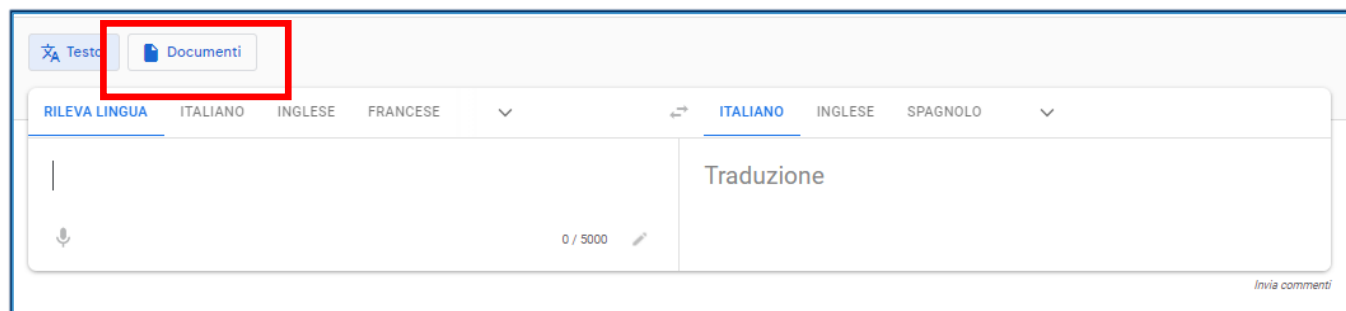 Testo Documenti
RILEVA LINGUA ITALIANO INGLESE FRANCESE ITALIANO INGLESE SPAGNOLO
Traduzione
0 / 5000
Invia commenti